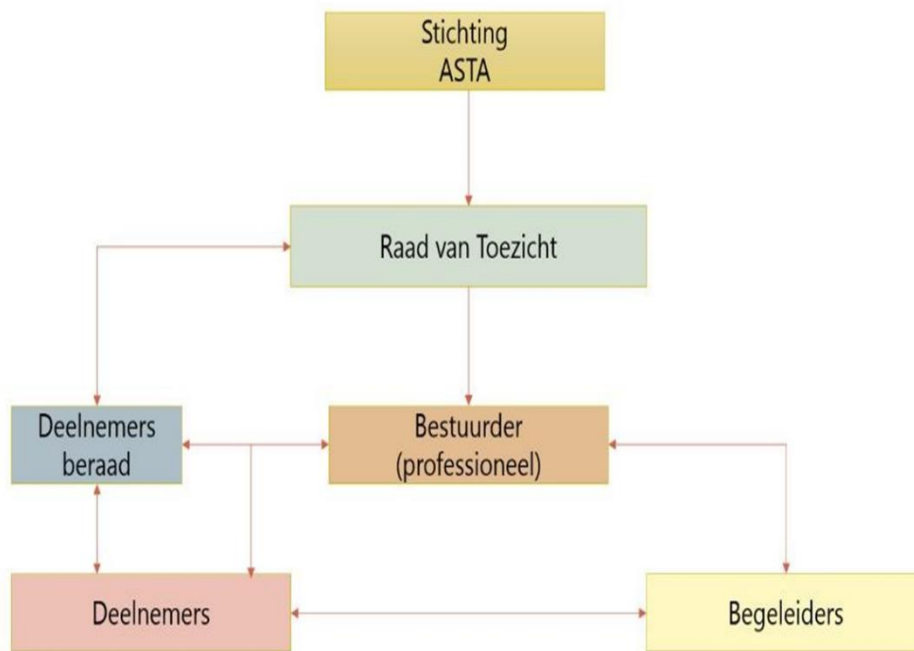 Stichting
ASTA
Raad van Toezicht
Deelnemers
beraad
Bestuurder
(professioneel)
Deelnemers
Begeleiders